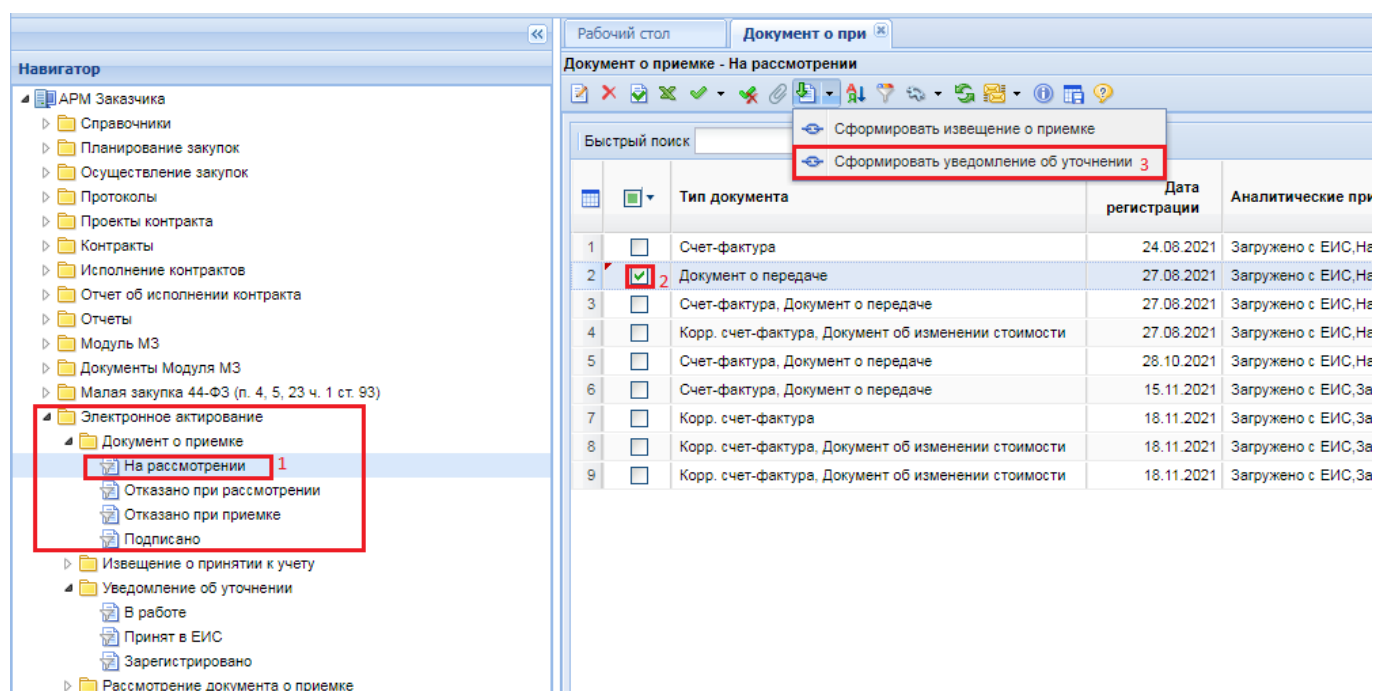 Рабочий стол
Документ о при
Навигатор
Документ о приемке - На рассмотрении
АРМ Заказчика
Справочники
Планирование закупок
Осуществление закупок
Протоколы
Проекты контракта
Контракты
Исполнение контрактов
Отчет об исполнении контракта
Отчеты
Модуль МЗ
Документы Модуля МЗ
Малая закупка 44-ФЗ (п. 4, 5, 23 ч. 1 ст. 93)
Электронное актирование
Документ о приемке
На рассмотрении 1
Отказано при рассмотрении
Отказано при приемке
Подписано
Извещение о принятии к учету
Уведомление об уточнении
В работе
Принят в ЕИС
Зарегистрировано
Рассмотрение документа о приемке
Сформировать извещение о приемке
Быстрый поиск
Сформировать уведомление об уточнении 3
Тип документа
Дата
регистрации
Аналитические при
1 Счет-фактура 24.08.2021 Загружено с ЕИС,На
2 2 Документ о передаче 27.08.2021 Загружено с ЕИС,На
3 Счет-фактура, Документ о передаче 27.08.2021 Загружено с ЕИС,На
4 Корр. счет-фактура, Документ об изменении стоимости 27.08.2021 Загружено с ЕИС,На
5 Счет-фактура, Документ о передаче 28.10.2021 Загружено с ЕИС,На
6 Счет-фактура, Документ о передаче 15.11.2021 Загружено с ЕИС,За
7 Корр. счет-фактура 18.11.2021 Загружено с ЕИС,За
8 Корр. счет-фактура, Документ об изменении стоимости 18.11.2021 Загружено с ЕИС,За
9 Корр. счет-фактура, Документ об изменении стоимости 18.11.2021 Загружено с ЕИС,За